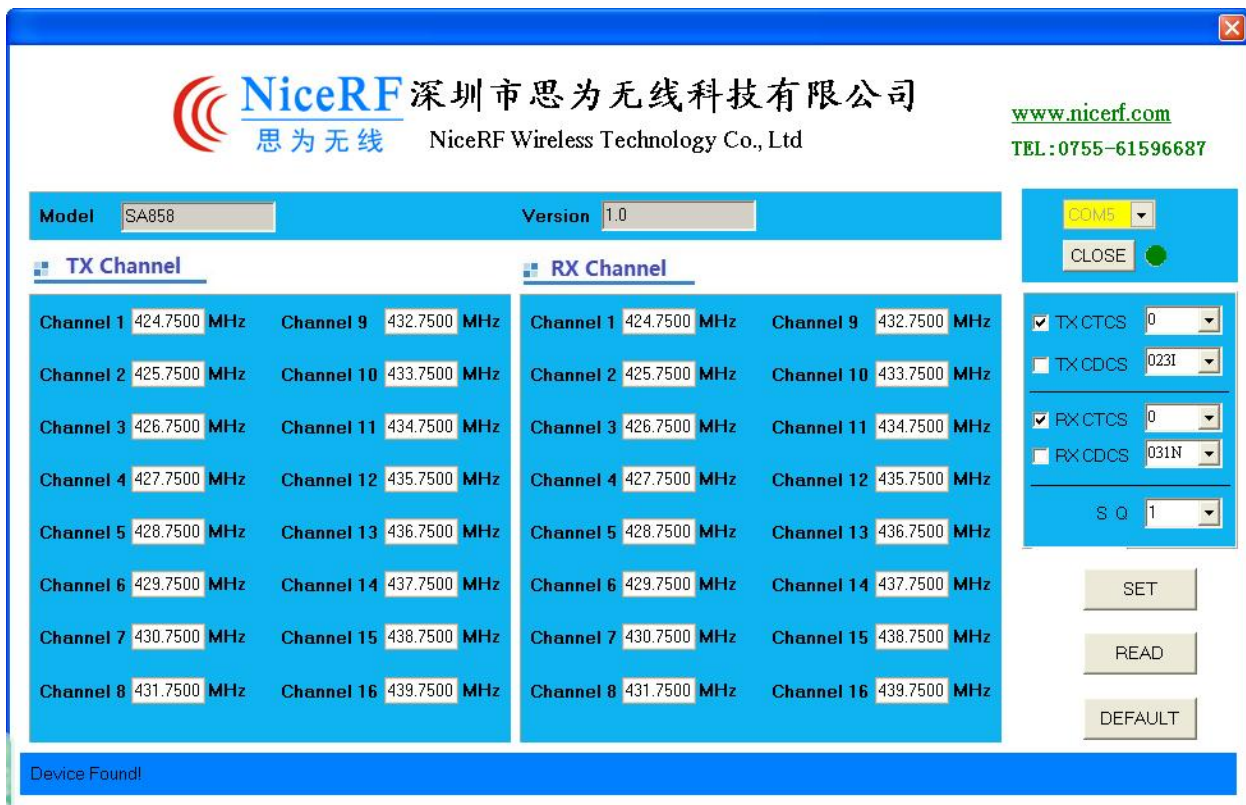 NiceRF 深圳市思为无线科技有限公司
思为无线 NiceRF Wireless Technology Co., Ltd
www.nicerf.com
TEL:0755-61596687
Model SA858 Version 1.0
COM5
CLOSE
TX Channel
RX Channel
Channel 1 424.7500 MHz Channel 9 432.7500 MHz Channel 1 424.7500 MHz Channel 9 432.7500 MHz
Channel 2 425.7500 MHz Channel 10 433.7500 MHz Channel 2 425.7500 MHz Channel 10 433.7500 MHz
Channel 3 426.7500 MHz Channel 11 434.7500 MHz Channel 3 426.7500 MHz Channel 11 434.7500 MHz
Channel 4 427.7500 MHz Channel 12 435.7500 MHz Channel 4 427.7500 MHz Channel 12 435.7500 MHz
Channel 5 428.7500 MHz Channel 13 436.7500 MHz Channel 5 428.7500 MHz Channel 13 436.7500 MHz
Channel 6 429.7500 MHz Channel 14 437.7500 MHz Channel 6 429.7500 MHz Channel 14 437.7500 MHz
Channel 7 430.7500 MHz Channel 15 438.7500 MHz Channel 7 430.7500 MHz Channel 15 438.7500 MHz
Channel 8 431.7500 MHz Channel 16 439.7500 MHz Channel 8 431.7500 MHz Channel 16 439.7500 MHz
TX CTCS 0
TX CDCS 023I
RX CTCS 0
RX CDCS 031N
S Q 1
SET
READ
DEFAULT
Device Found!